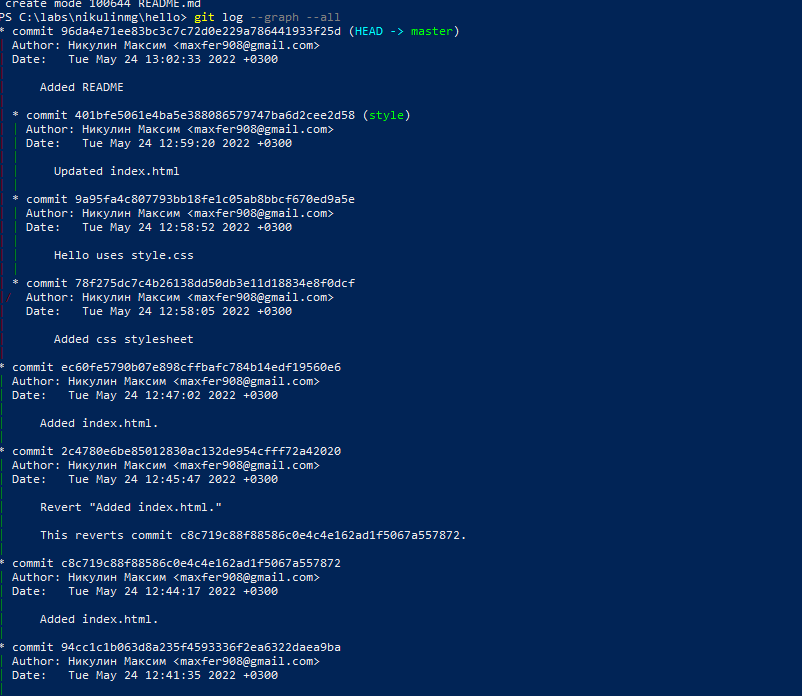 create mode 100644 README.md
PS C:\labs\nikulinmg\hello> git log --graph --all
* commit 96da4e71ee83bc3c7c72d0e229a786441933f25d (HEAD -> master)
| Author: Никулин Максим <maxfer908@gmail.com>
| Date:   Tue May 24 13:02:33 2022 +0300
|
|     Added README
|
| * commit 401bfe5061e4ba5e388086579747ba6d2cee2d58 (style)
| | Author: Никулин Максим <maxfer908@gmail.com>
| | Date:   Tue May 24 12:59:20 2022 +0300
| |
| |     Updated index.html
| |
| * commit 9a95fa4c807793bb18fe1c05ab8bbcf670ed9a5e
| | Author: Никулин Максим <maxfer908@gmail.com>
| | Date:   Tue May 24 12:58:52 2022 +0300
| |
| |     Hello uses style.css
| |
| * commit 78f275dc7c4b26138dd50db3e11d18834e8f0dcf
|/  Author: Никулин Максим <maxfer908@gmail.com>
|   Date:   Tue May 24 12:58:05 2022 +0300
|
|       Added css stylesheet
|
* commit ec60fe5790b07e898cffbafc784b14edf19560e6
| Author: Никулин Максим <maxfer908@gmail.com>
| Date:   Tue May 24 12:47:02 2022 +0300
|
|     Added index.html.
|
* commit 2c4780e6be85012830ac132de954cfff72a42020
| Author: Никулин Максим <maxfer908@gmail.com>
| Date:   Tue May 24 12:45:47 2022 +0300
|
|     Revert "Added index.html."
|
|     This reverts commit c8c719c88f88586c0e4c4e162ad1f5067a557872.
|
* commit c8c719c88f88586c0e4c4e162ad1f5067a557872
| Author: Никулин Максим <maxfer908@gmail.com>
| Date:   Tue May 24 12:44:17 2022 +0300
|
|     Added index.html.
|
* commit 94cc1c1b063d8a235f4593336f2ea6322daea9ba
| Author: Никулин Максим <maxfer908@gmail.com>
| Date:   Tue May 24 12:41:35 2022 +0300